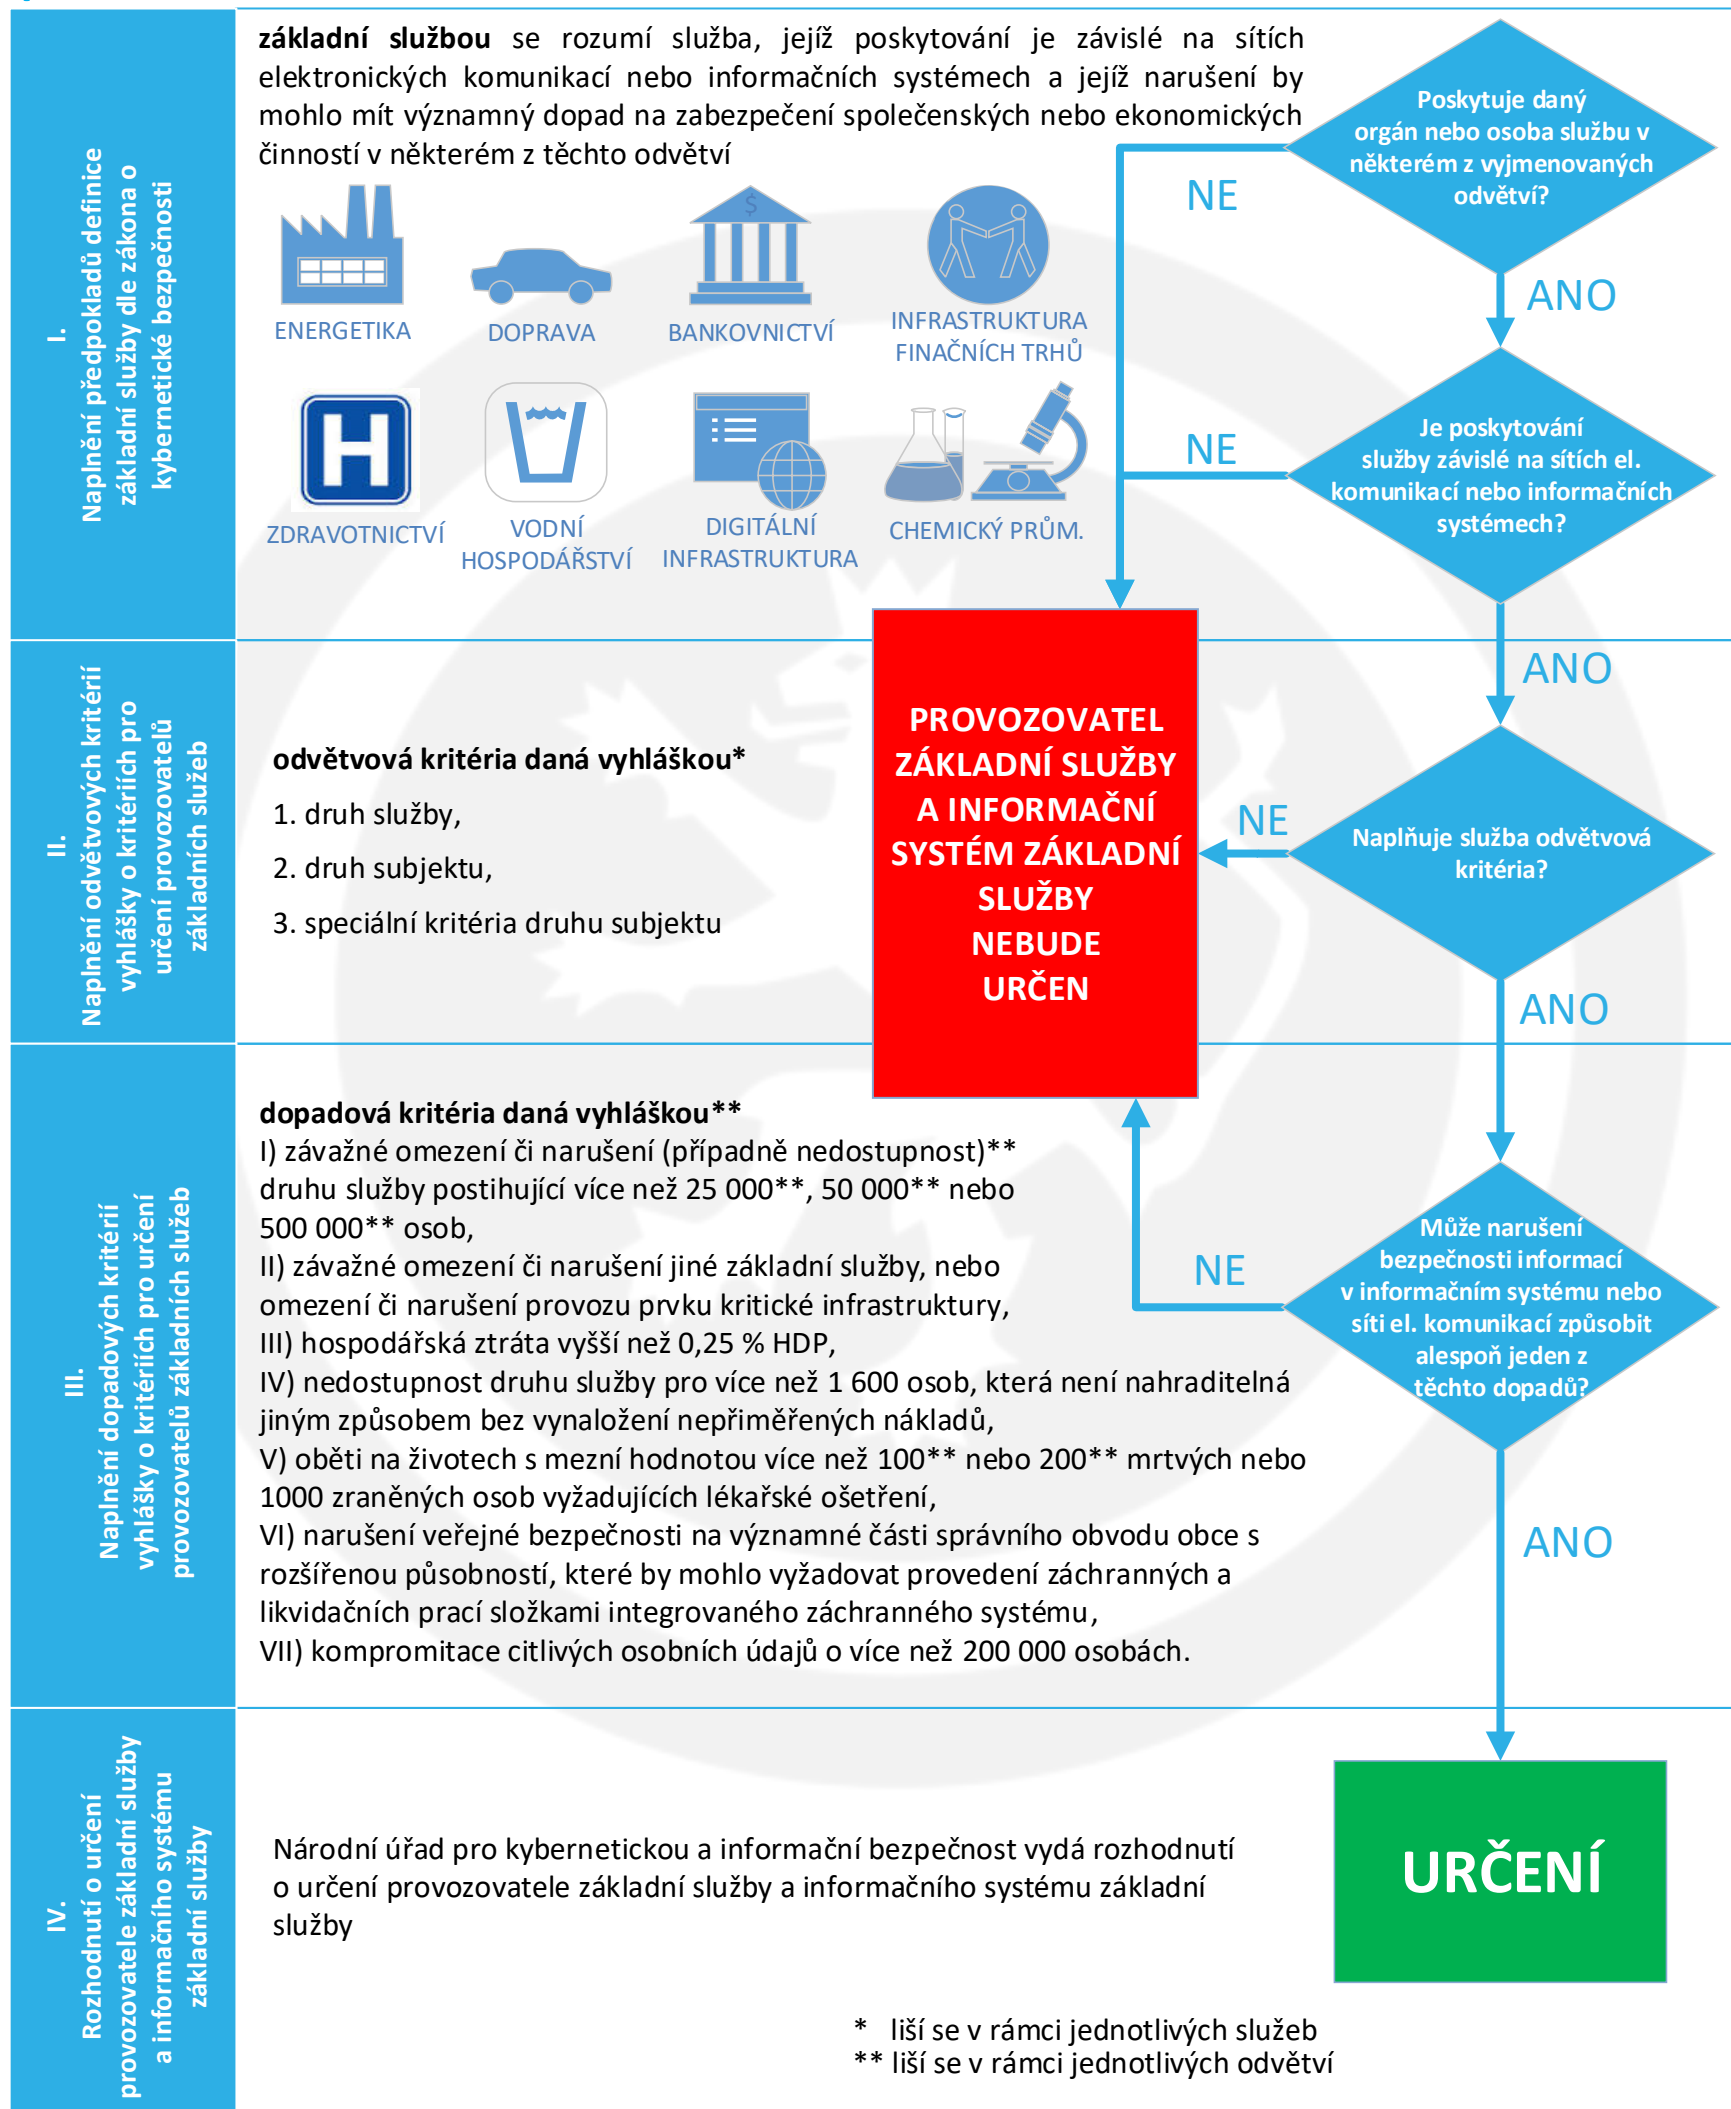 I.
Naplnění předpokladů definice
základní služby dle zákona o
kybernetické bezpečnosti
základní službou se rozumí služba, jejíž poskytování je závislé na sítích
elektronických komunikací nebo informačních systémech a jejíž narušení by
mohlo mít významný dopad na zabezpečení společenských nebo ekonomických
činností v některém z těchto odvětví
$
ENERGETIKA
DOPRAVA
BANKOVNICTVÍ
INFRASTRUKTURA
FINAČNÍCH TRHŮ
H
ZDRAVOTNICTVÍ
VODNÍ
HOSPODÁŘSTVÍ
DIGITÁLNÍ
INFRASTRUKTURA
CHEMICKÝ PRŮM.
Poskytuje daný
orgán nebo osoba službu v
některém z vyjmenovaných
odvětví?
NE
ANO
Je poskytování
služby závislé na sítích el.
komunikací nebo informačních
systémech?
NE
ANO
II.
Naplnění odvětvových kritérií
vyhlášky o kritériích pro
určení provozovatelů
základních služeb
odvětvová kritéria daná vyhláškou*
1. druh služby,
2. druh subjektu,
3. speciální kritéria druhu subjektu
PROVOZOVATEL
ZÁKLADNÍ SLUŽBY
A INFORMAČNÍ
SYSTÉM ZÁKLADNÍ
SLUŽBY
NEBUDE
URČEN
NE
Naplňuje služba odvětvová
kritéria?
ANO
III.
Naplnění dopadových kritérií
vyhlášky o kritériích pro určení
provozovatelů základních služeb
dopadová kritéria daná vyhláškou**
I) závažné omezení či narušení (případně nedostupnost)**
druhu služby postihující více než 25 000**, 50 000** nebo
500 000** osob,
II) závažné omezení či narušení jiné základní služby, nebo
omezení či narušení provozu prvku kritické infrastruktury,
III) hospodářská ztráta vyšší než 0,25 % HDP,
IV) nedostupnost druhu služby pro více než 1 600 osob, která není nahraditelná
jiným způsobem bez vynaložení nepřiměřených nákladů,
V) oběti na životech s mezní hodnotou více než 100** nebo 200** mrtvých nebo
1000 zraněných osob vyžadujících lékařské ošetření,
VI) narušení veřejné bezpečnosti na významné části správního obvodu obce s
rozšířenou působností, které by mohlo vyžadovat provedení záchranných a
likvidačních prací složkami integrovaného záchranného systému,
VII) kompromitace citlivých osobních údajů o více než 200 000 osobách.
NE
Může narušení
bezpečnosti informací
v informačním systému nebo
síti el. komunikací způsobit
alespoň jeden z
těchto dopadů?
ANO
IV.
Rozhodnutí o určení
provozovatele základní služby
a informačního systému
základní služby
Národní úřad pro kybernetickou a informační bezpečnost vydá rozhodnutí
o určení provozovatele základní služby a informačního systému základní
služby
URČENÍ
* liší se v rámci jednotlivých služeb
** liší se v rámci jednotlivých odvětví